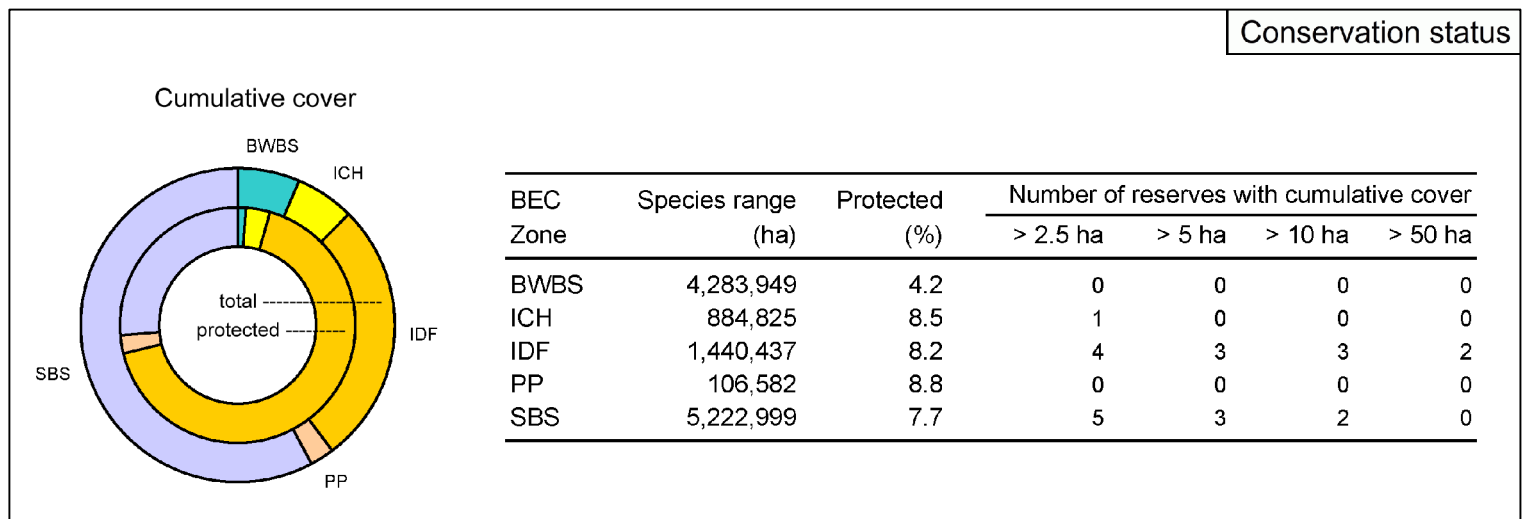 Conservation status
Cumulative cover
BWBS
ICH
total
protected
IDF
SBS
PP
BEC Species range Protected Number of reserves with cumulative cover
Zone (ha) (%) > 2.5 ha > 5 ha > 10 ha > 50 ha
BWBS 4,283,949 4.2 0 0 0 0
ICH 884,825 8.5 1 0 0 0
IDF 1,440,437 8.2 4 3 3 2
PP 106,582 8.8 0 0 0 0
SBS 5,222,999 7.7 5 3 2 0